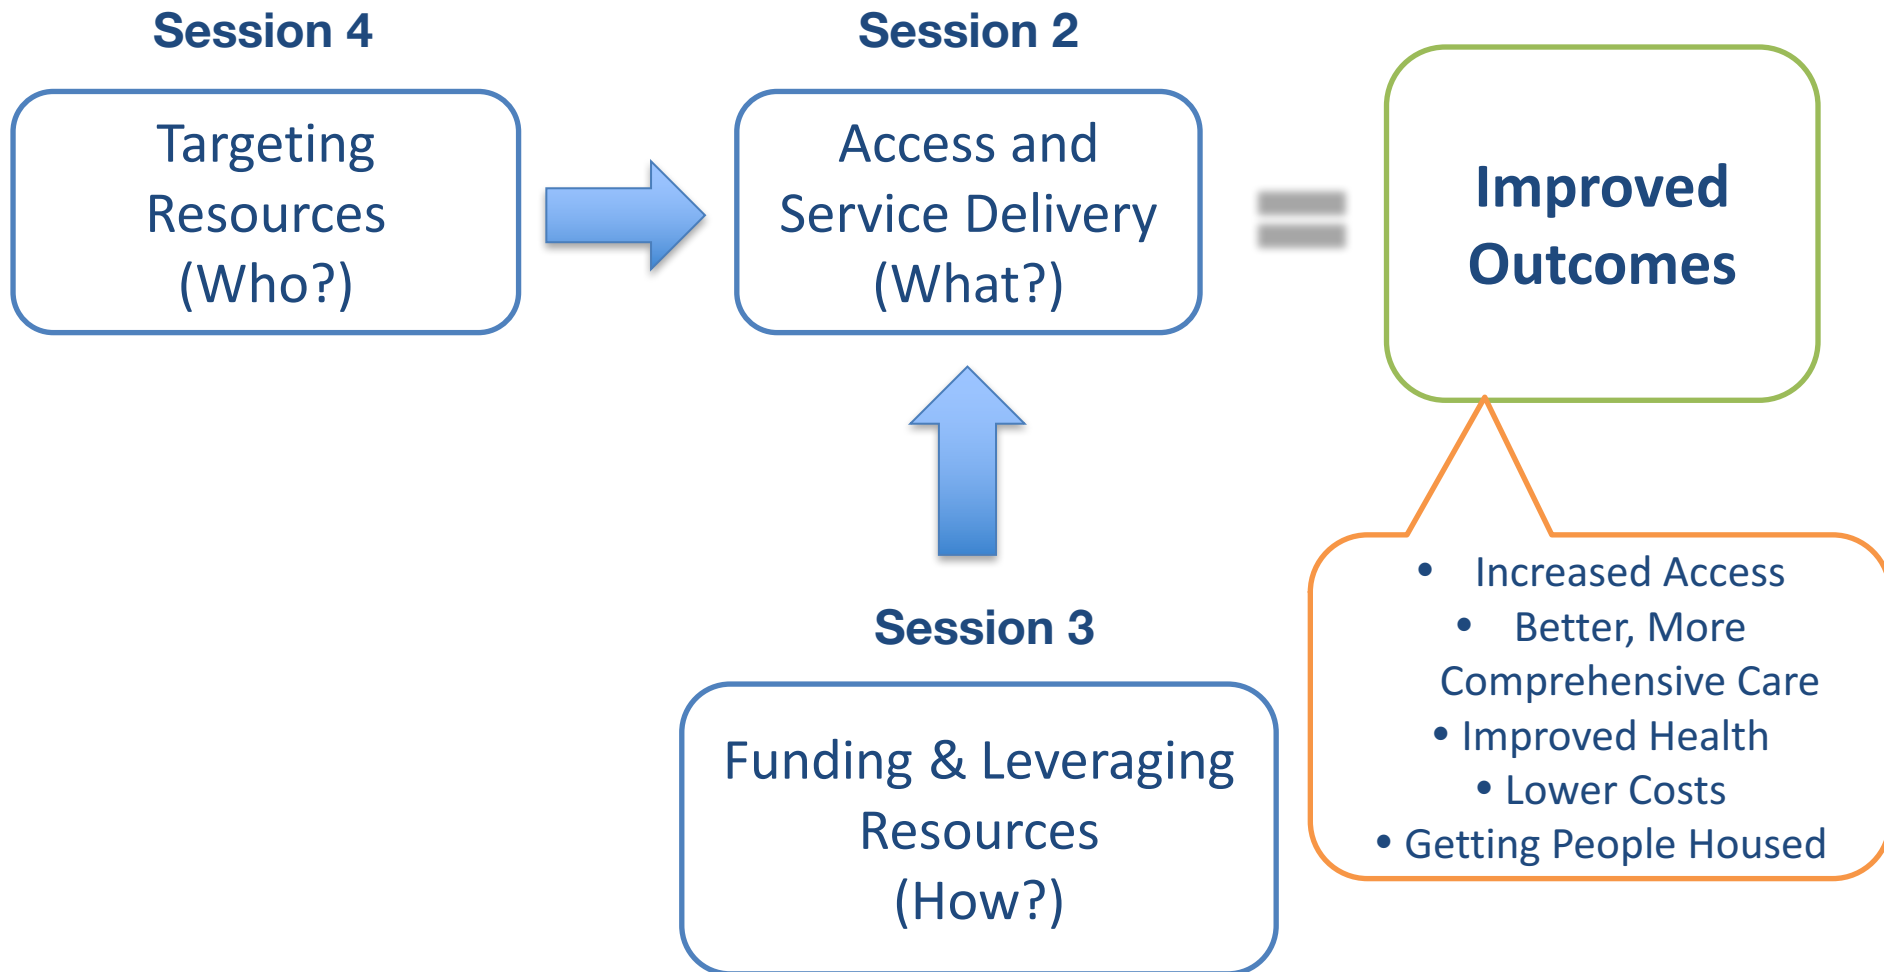 Session 4
Targeting
Resources
(Who?)
Session 2
Access and
Service Delivery
(What?)
Improved
Outcomes
Session 3
Funding & Leveraging
Resources
(How?)
• Increased Access
• Better, More
Comprehensive Care
• Improved Health
• Lower Costs
• Getting People Housed